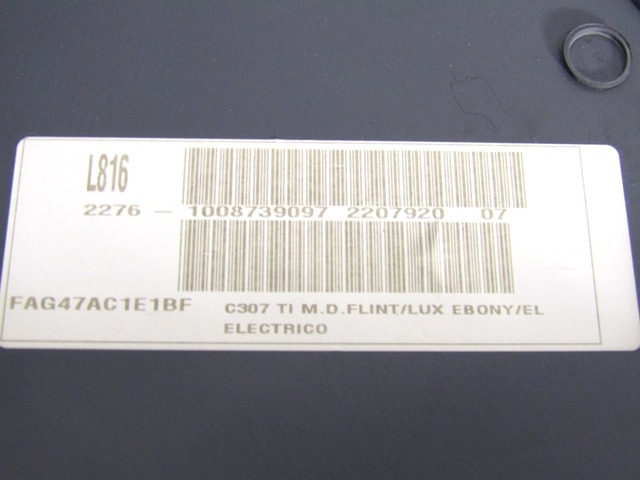 L816
2276 - 1008739097 2207920 07
FAG47AC1E1BF C307 TI M.D.FLINT/LUX EBONY/EL
ELECTRICO